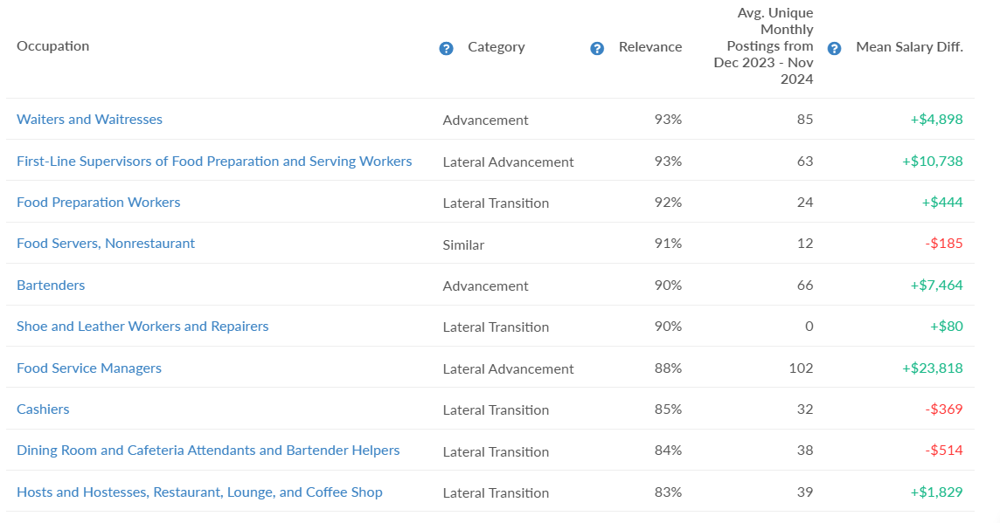 Occupation ? Category ? Relevance Avg. Unique Monthly Postings from Dec 2023 - Nov 2024 ? Mean Salary Diff.
Waiters and Waitresses Advancement 93% 85 +$4,898
First-Line Supervisors of Food Preparation and Serving Workers Lateral Advancement 93% 63 +$10,738
Food Preparation Workers Lateral Transition 92% 24 +$444
Food Servers, Nonrestaurant Similar 91% 12 -$185
Bartenders Advancement 90% 66 +$7,464
Shoe and Leather Workers and Repairers Lateral Transition 90% 0 +$80
Food Service Managers Lateral Advancement 88% 102 +$23,818
Cashiers Lateral Transition 85% 32 -$369
Dining Room and Cafeteria Attendants and Bartender Helpers Lateral Transition 84% 38 -$514
Hosts and Hostesses, Restaurant, Lounge, and Coffee Shop Lateral Transition 83% 39 +$1,829